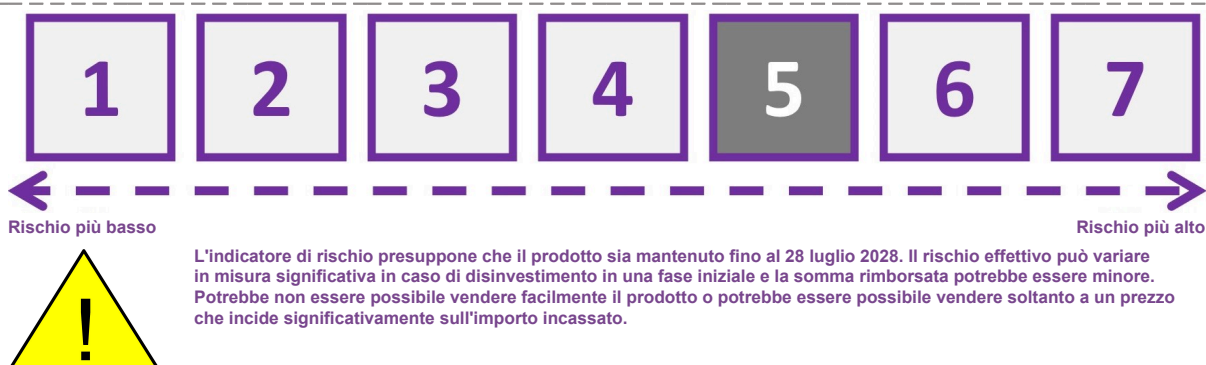 1 2 3 4 5 6 7
Rischio più basso Rischio più alto
L'indicatore di rischio presuppone che il prodotto sia mantenuto fino al 28 luglio 2028. Il rischio effettivo può variare
in misura significativa in caso di disinvestimento in una fase iniziale e la somma rimborsata potrebbe essere minore.
Potrebbe non essere possibile vendere facilmente il prodotto o potrebbe essere possibile vendere soltanto a un prezzo
che incide significativamente sull'importo incassato.
!